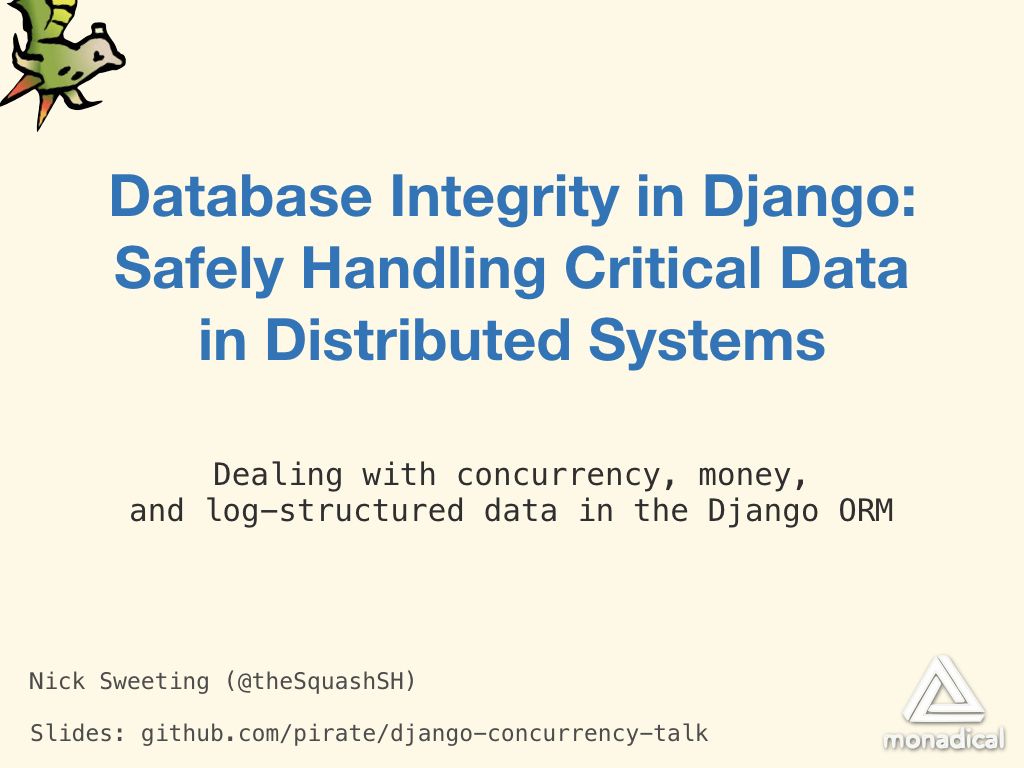 Database Integrity in Django:
Safely Handling Critical Data
in Distributed Systems
Dealing with concurrency, money,
and log-structured data in the Django ORM
Nick Sweeting (@theSquashSH)
Slides: github.com/pirate/django-concurrency-talk
monadical